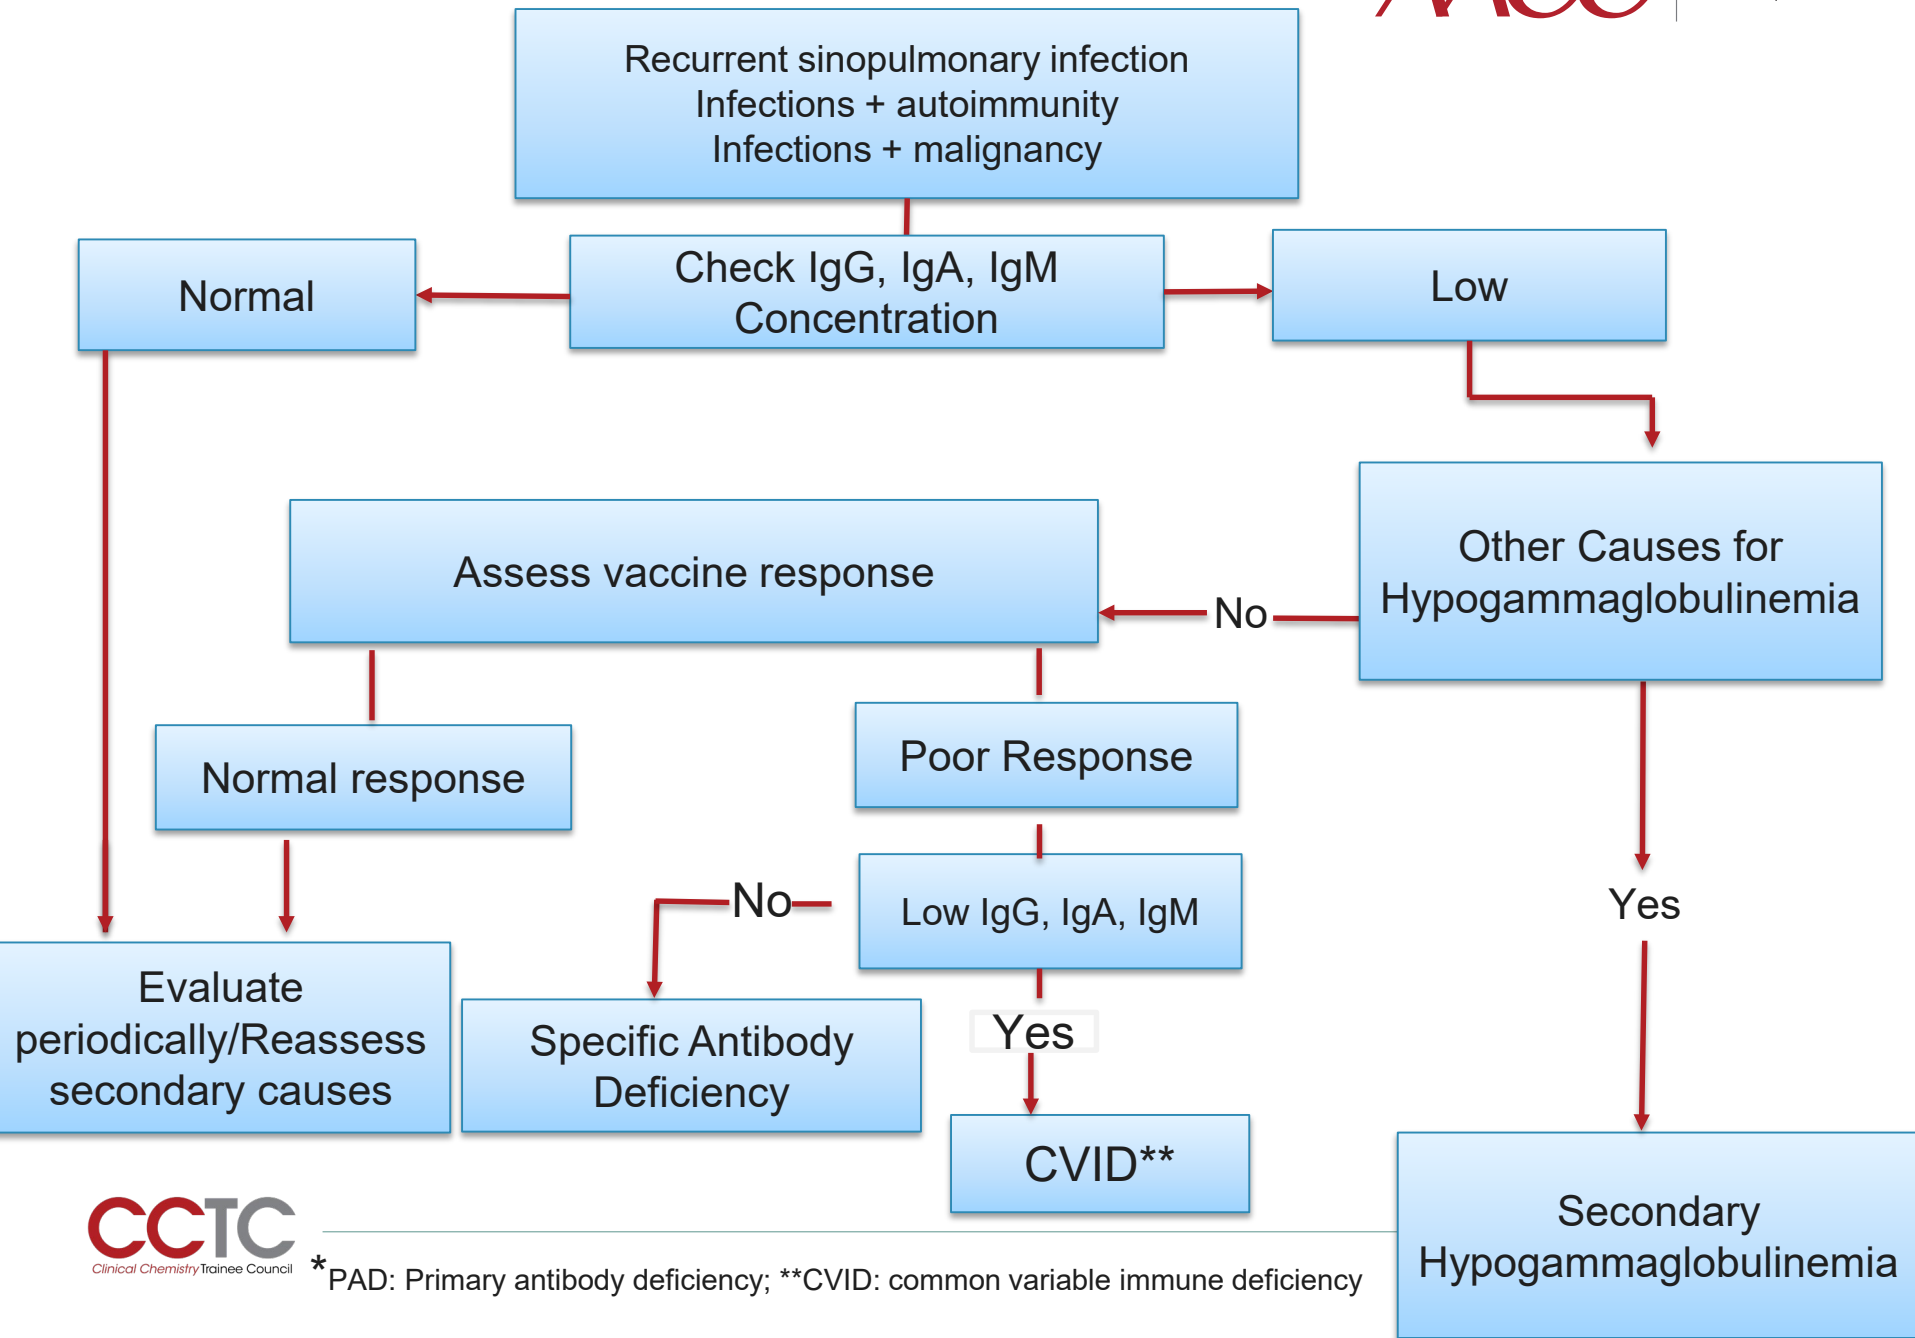 AACC
Recurrent sinopulmonary infection
Infections + autoimmunity
Infections + malignancy
Normal
Check IgG, IgA, IgM
Concentration
Low
Assess vaccine response
No
Other Causes for
Hypogammaglobulinemia
Normal response
Poor Response
No
Low IgG, IgA, IgM
Yes
Evaluate
periodically/Reassess
secondary causes
Specific Antibody
Deficiency
Yes
CVID**
Secondary
Hypogammaglobulinemia
CCTC
Clinical Chemistry Trainee Council
*PAD: Primary antibody deficiency; **CVID: common variable immune deficiency